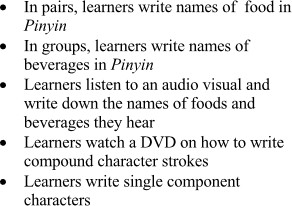 • In pairs, learners write names of food in
Pinyin
• In groups, learners write names of
beverages in Pinyin
• Learners listen to an audio visual and
write down the names of foods and
beverages they hear
• Learners watch a DVD on how to write
compound character strokes
• Learners write single component
characters